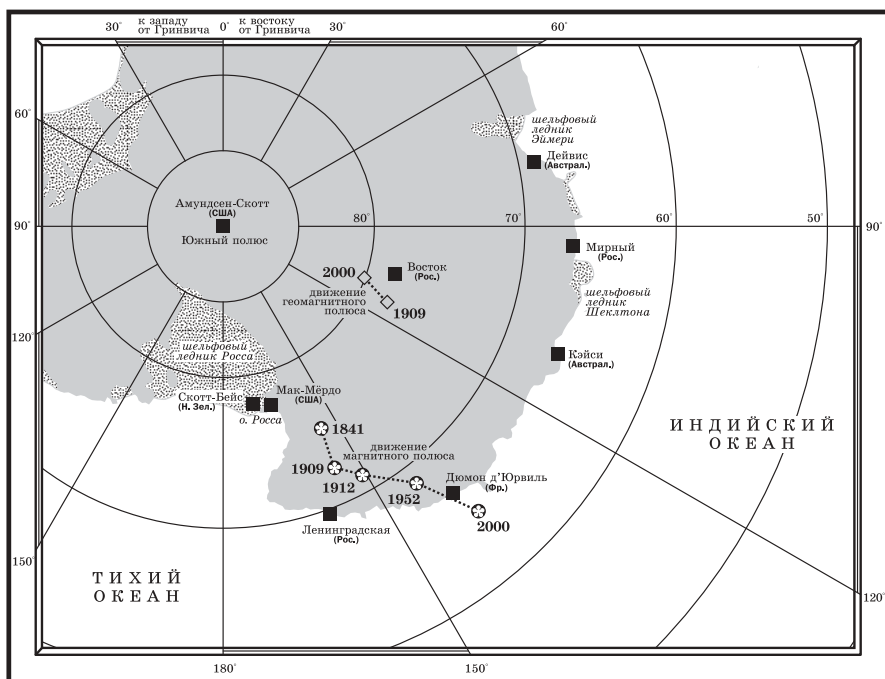 к западу
от Гринвича
к востоку
от Гринвича
30°
0°
30°
60°
60°
шельфовый
ледник
Эймери
Дейвис
(Австрал.)
Амундсен-Скотт
(США)
Южный полюс
90°
80°
70°
60°
50°
90°
Мирный
(Рос.)
2000
Восток
(Рос.)
движение
геомагнитного
полюса
1909
шельфовый
ледник
Шеклтона
120°
шельфовый
ледник Росса
Кэйси
(Австрал.)
Скотт-Бейс
(Н. Зел.)
Мак-Мёрдо
(США)
о. Росса
1841
ИНДИЙСКИЙ
ОКЕАН
движение
магнитного полюса
1909
1912
1952
Дюмон д'Юрвиль
(Фр.)
2000
Ленинградская
(Рос.)
150°
ТИХИЙ
ОКЕАН
120°
180°
150°